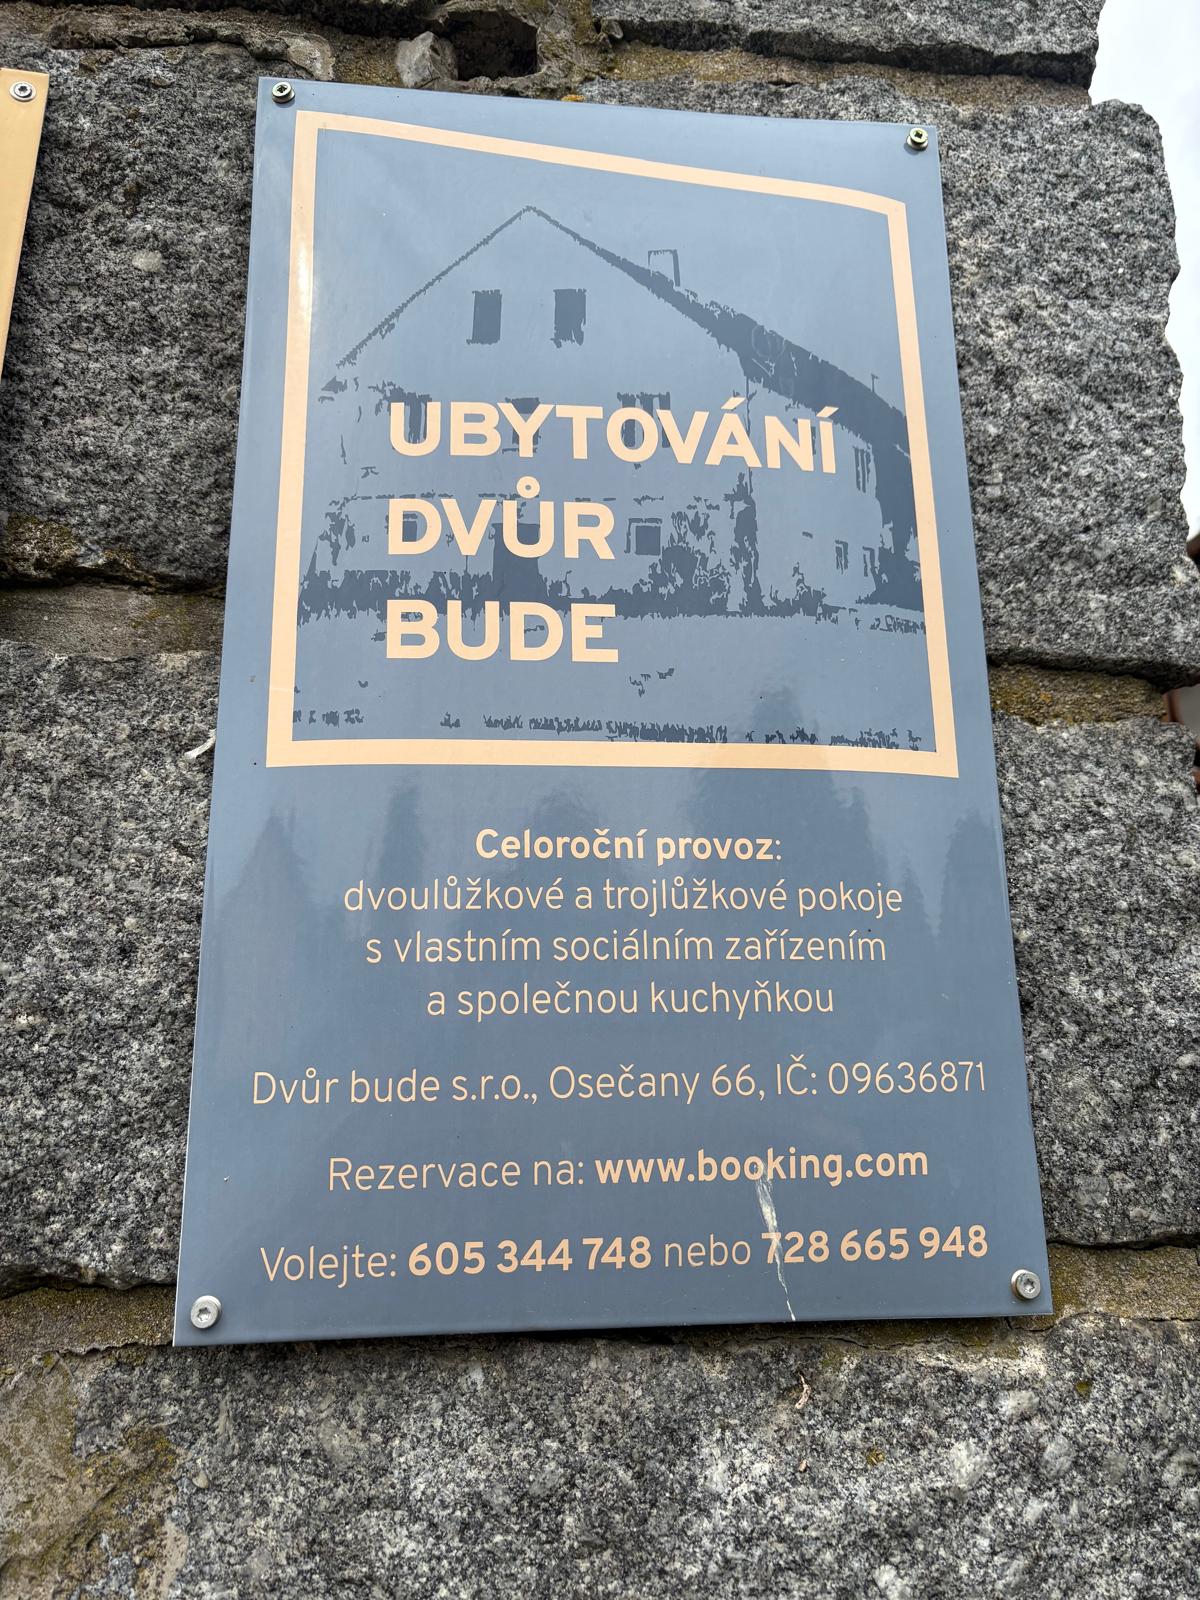 UBYTOVÁNÍ
DVŮR
BUDE
Celoroční provoz:
dvoulůžkové a trojlůžkové pokoje
s vlastním sociálním zařízením
a společnou kuchyňkou
Dvůr bude s.r.o., Osečany 66, IČ: 09636871
Rezervace na: www.booking.com
Volejte: 605 344 748 nebo 728 665 948